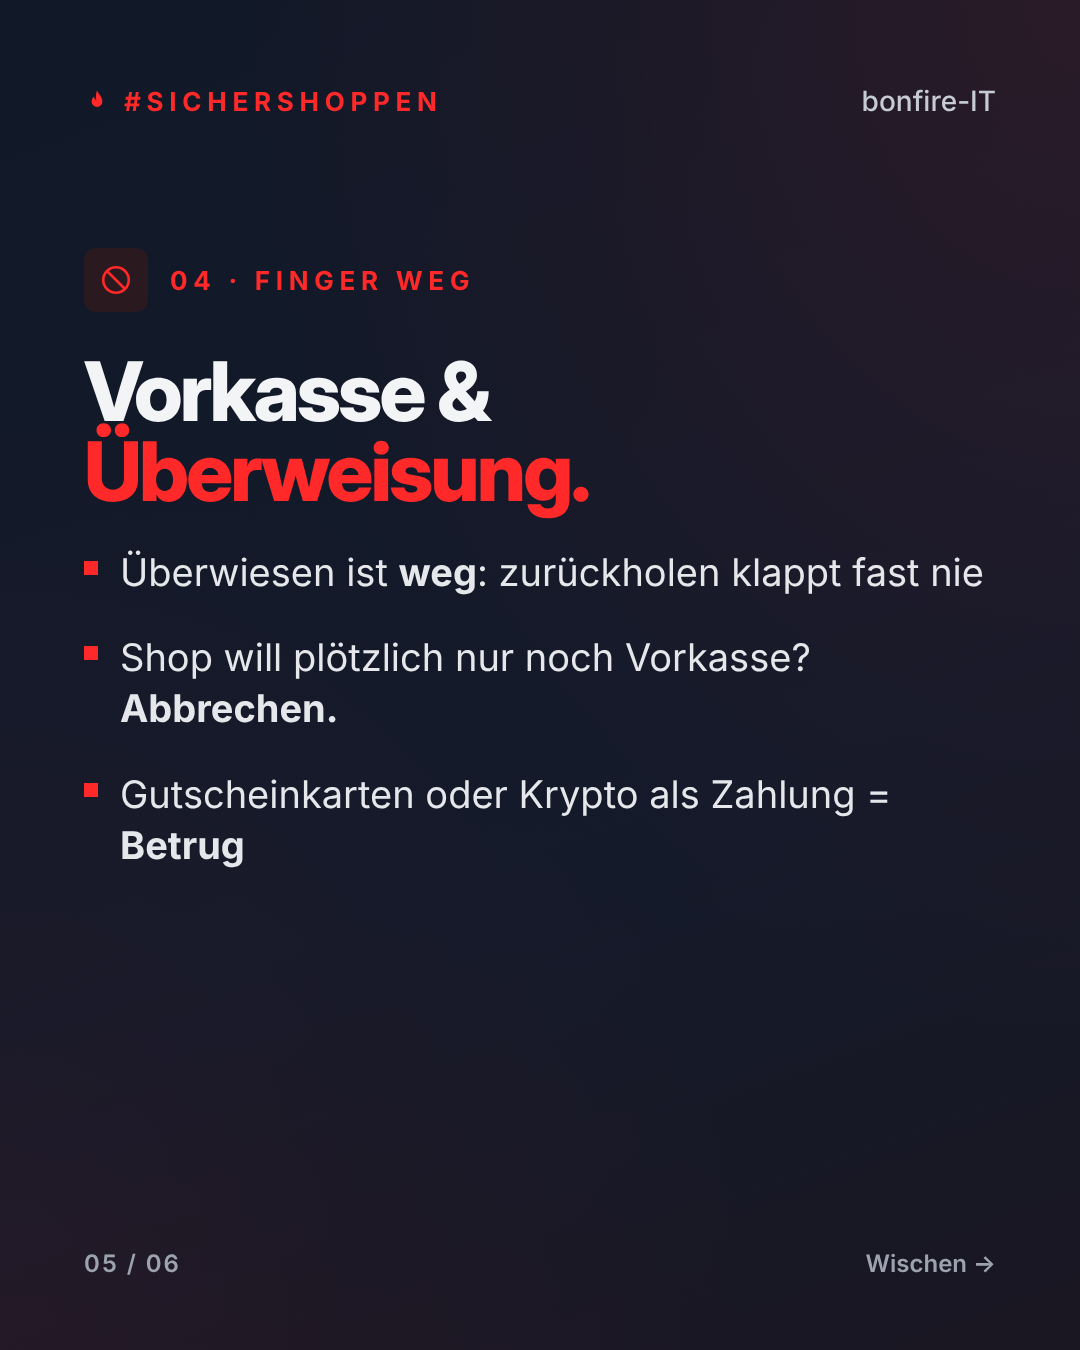 #SICHERSHOPPEN
bonfire-IT
04 · FINGER WEG
Vorkasse &
Überweisung.
Überwiesen ist weg: zurückholen klappt fast nie
Shop will plötzlich nur noch Vorkasse?
Abbrechen.
Gutscheinkarten oder Krypto als Zahlung =
Betrug
05 / 06
Wischen →